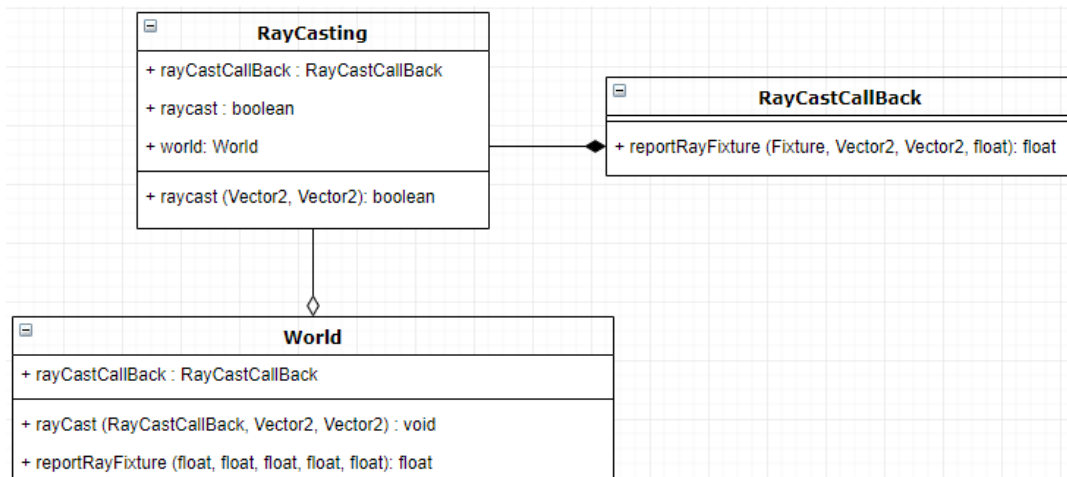 RayCasting
+ rayCastCallBack : RayCastCallBack
+ raycast : boolean
+ world: World
+ raycast (Vector2, Vector2): boolean
RayCastCallBack
+ reportRayFixture (Fixture, Vector2, Vector2, float): float
World
+ rayCastCallBack : RayCastCallBack
+ rayCast (RayCastCallBack, Vector2, Vector2) : void
+ reportRayFixture (float, float, float, float, float): float